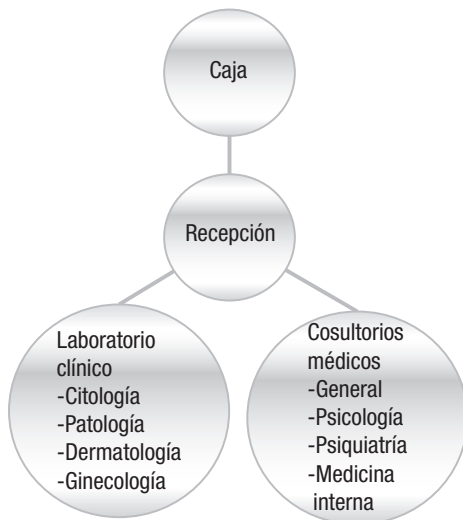 Caja
Recepción
Laboratorio
clínico
-Citología
-Patología
-Dermatología
-Ginecología
Cosultorios
médicos
-General
-Psicología
-Psiquiatría
-Medicina
interna